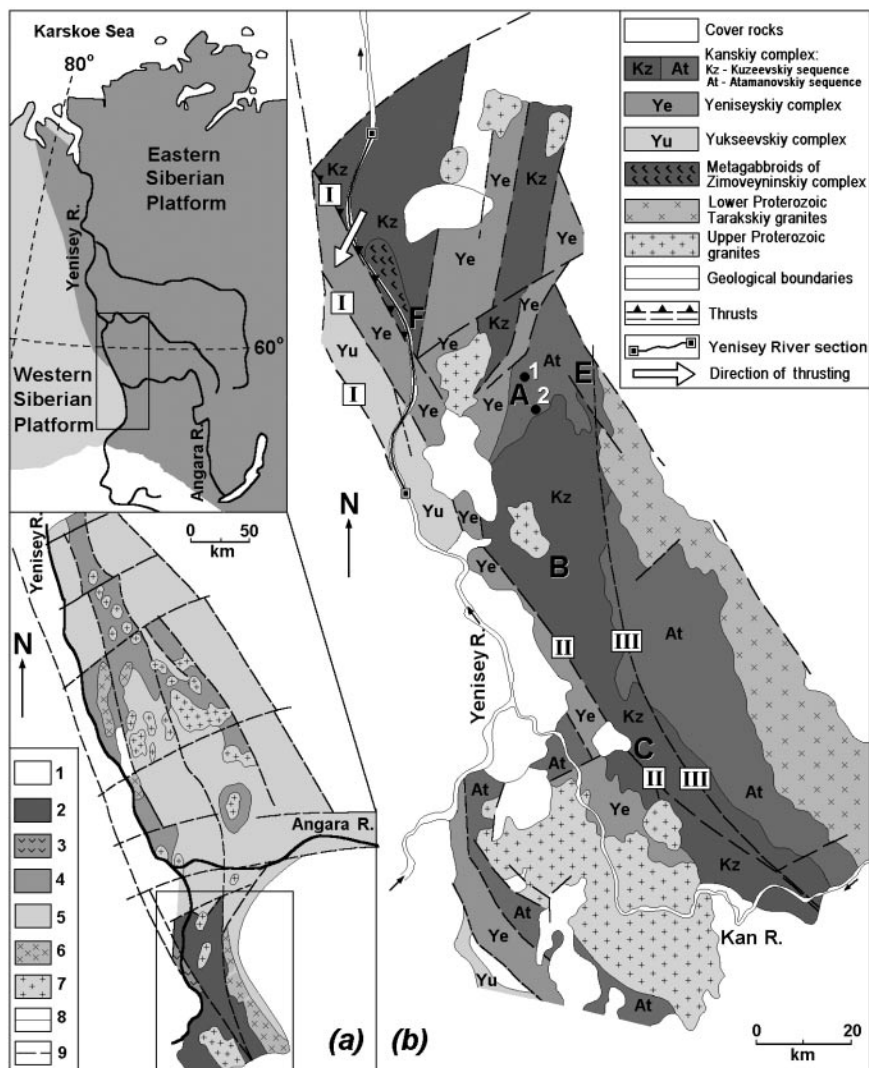 Karskoe Sea
80°
Eastern
Siberian
Platform
Yenisey R.
60°
Western
Siberian
Platform
Angara R.
0 50
km
Yenisey R.
N
Angara R.
1
2
3
4
5
6
7
8
9
(a)
(b)
Cover rocks
Kanskiy complex:
Kz At
Kz - Kuzeevskiy sequence
At - Atamanovskiy sequence
Ye
Yeniseyskiy complex
Yu
Yukseevskiy complex
Metagabbroids of
Zimoveyninskiy complex
Lower Proterozoic
Tarakskiy granites
Upper Proterozoic
granites
Geological boundaries
Thrusts
Yenisey River section
Direction of thrusting
Kz
I
Kz
Ye
Kz
Ye
I
F
Yu
Ye
Kz
Ye
Ye
At
E
I
1
A
2
Ye
Ye
N
Kz
Yu
Ye
Ye
B
Yenisey R.
II
III
At
Ye
Kz
C
At
II
III
At
Ye
At
Kz
At
Ye
Kan R.
Yu
At
0 20
km